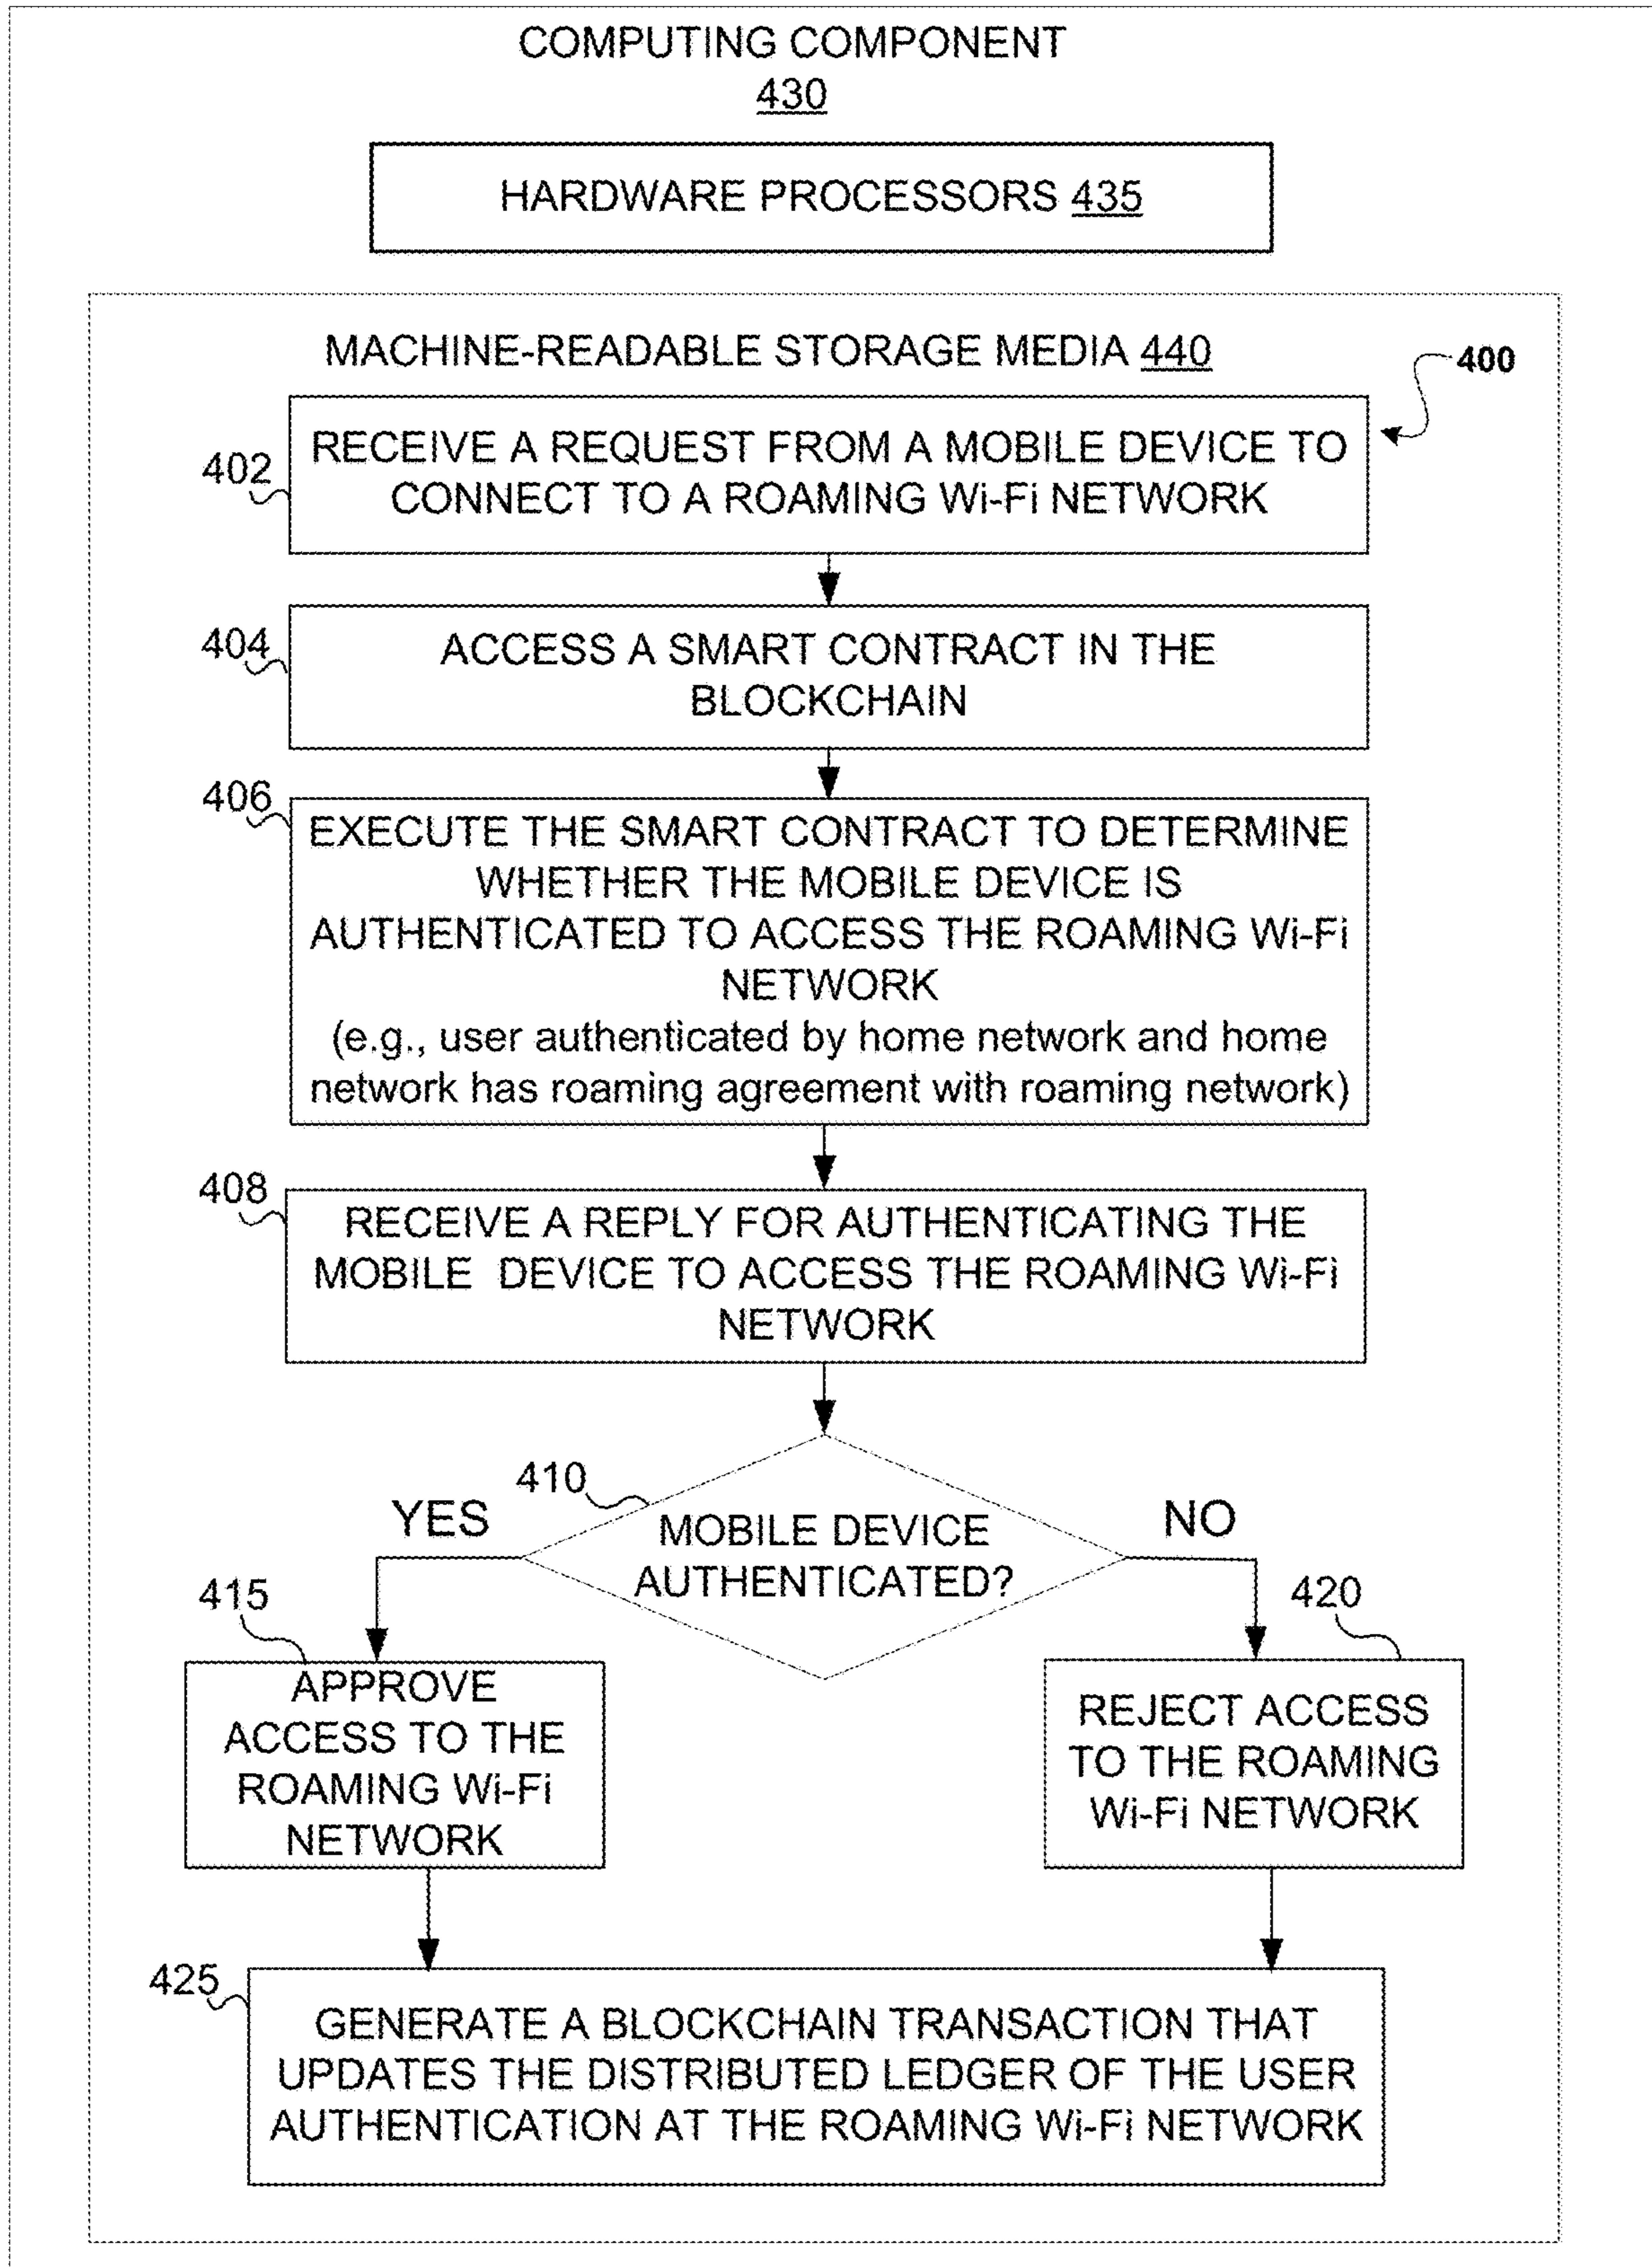 COMPUTING COMPONENT
430
HARDWARE PROCESSORS 435
MACHINE-READABLE STORAGE MEDIA 440
400
402
RECEIVE A REQUEST FROM A MOBILE DEVICE TO
CONNECT TO A ROAMING Wi-Fi NETWORK
404
ACCESS A SMART CONTRACT IN THE
BLOCKCHAIN
406
EXECUTE THE SMART CONTRACT TO DETERMINE
WHETHER THE MOBILE DEVICE IS
AUTHENTICATED TO ACCESS THE ROAMING Wi-Fi
NETWORK
(e.g., user authenticated by home network and home
network has roaming agreement with roaming network)
408
RECEIVE A REPLY FOR AUTHENTICATING THE
MOBILE DEVICE TO ACCESS THE ROAMING Wi-Fi
NETWORK
410
YES
NO
MOBILE DEVICE
AUTHENTICATED?
415
APPROVE
ACCESS TO THE
ROAMING Wi-Fi
NETWORK
420
REJECT ACCESS
TO THE ROAMING
Wi-Fi NETWORK
425
GENERATE A BLOCKCHAIN TRANSACTION THAT
UPDATES THE DISTRIBUTED LEDGER OF THE USER
AUTHENTICATION AT THE ROAMING Wi-Fi NETWORK